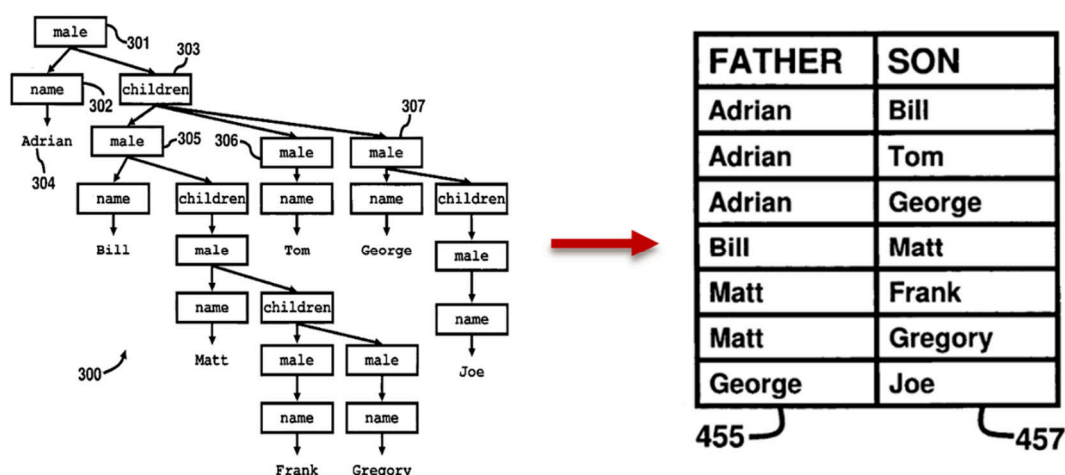 male
301
303
name
302
children
307
Adrian
304
male
305
306
male
male
name
children
name
name
children
Bill
male
Tom
George
male
name
children
name
300
Matt
male
male
Joe
name
name
Frank
Gregory
FATHER SON
Adrian Bill
Adrian Tom
Adrian George
Bill Matt
Matt Frank
Matt Gregory
George Joe
455 457